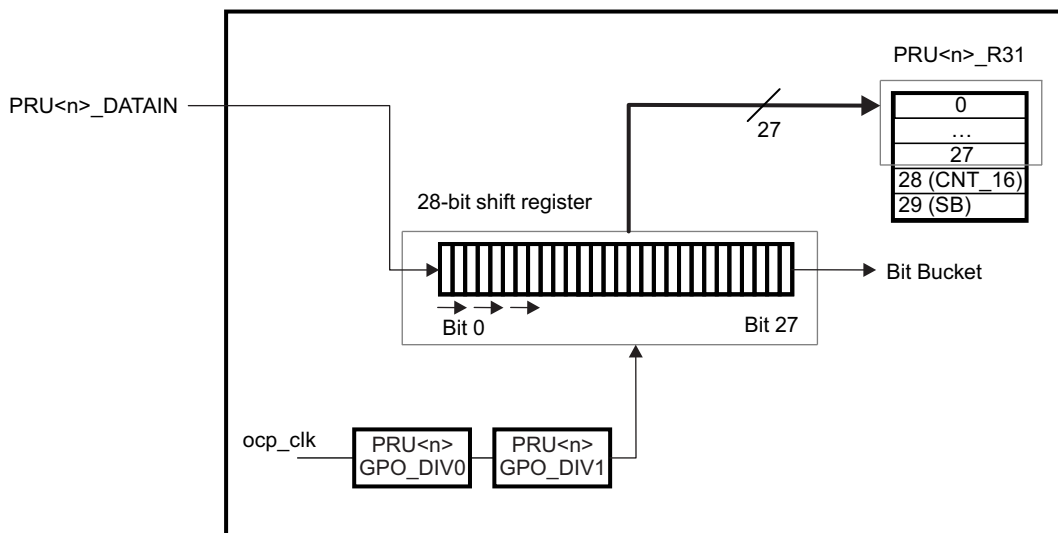 PRU<n>_R31
PRU<n>_DATAIN
0
...
27
28 (CNT_16)
29 (SB)
27
28-bit shift register
Bit Bucket
Bit 0
Bit 27
ocp_clk
PRU<n>
GPO_DIV0
PRU<n>
GPO_DIV1